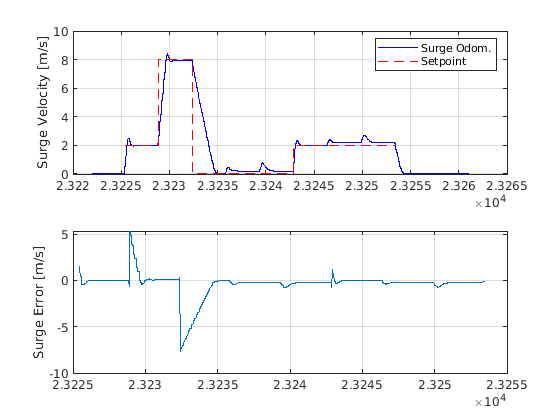 Surge Velocity [m/s]
10
8
6
4
2
0
Surge Odom.
Setpoint
2.322 2.3225 2.323 2.3235 2.324 2.3245 2.325 2.3255 2.326 2.3265
×10⁴
Surge Error [m/s]
5
0
-5
-10
2.3225 2.323 2.3235 2.324 2.3245 2.325 2.3255
×10⁴